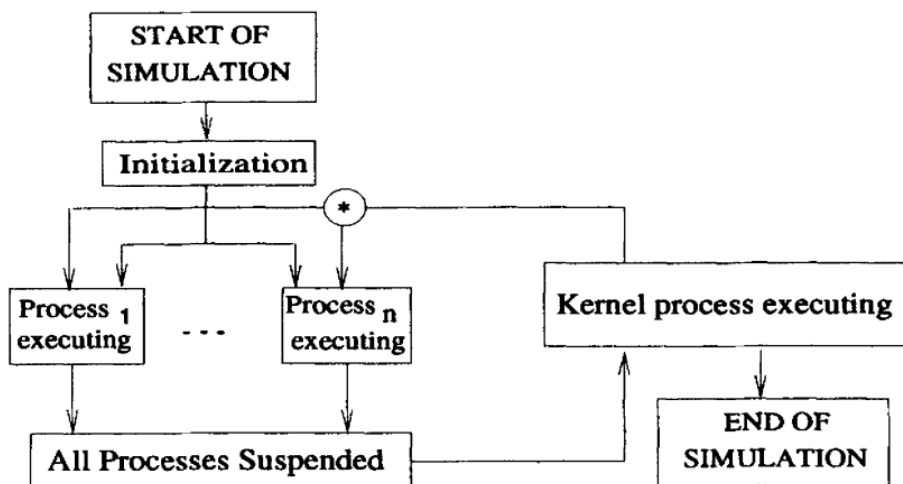 START OF
SIMULATION
Initialization
*
Process 1
executing
...
Process n
executing
Kernel process executing
All Processes Suspended
END OF
SIMULATION